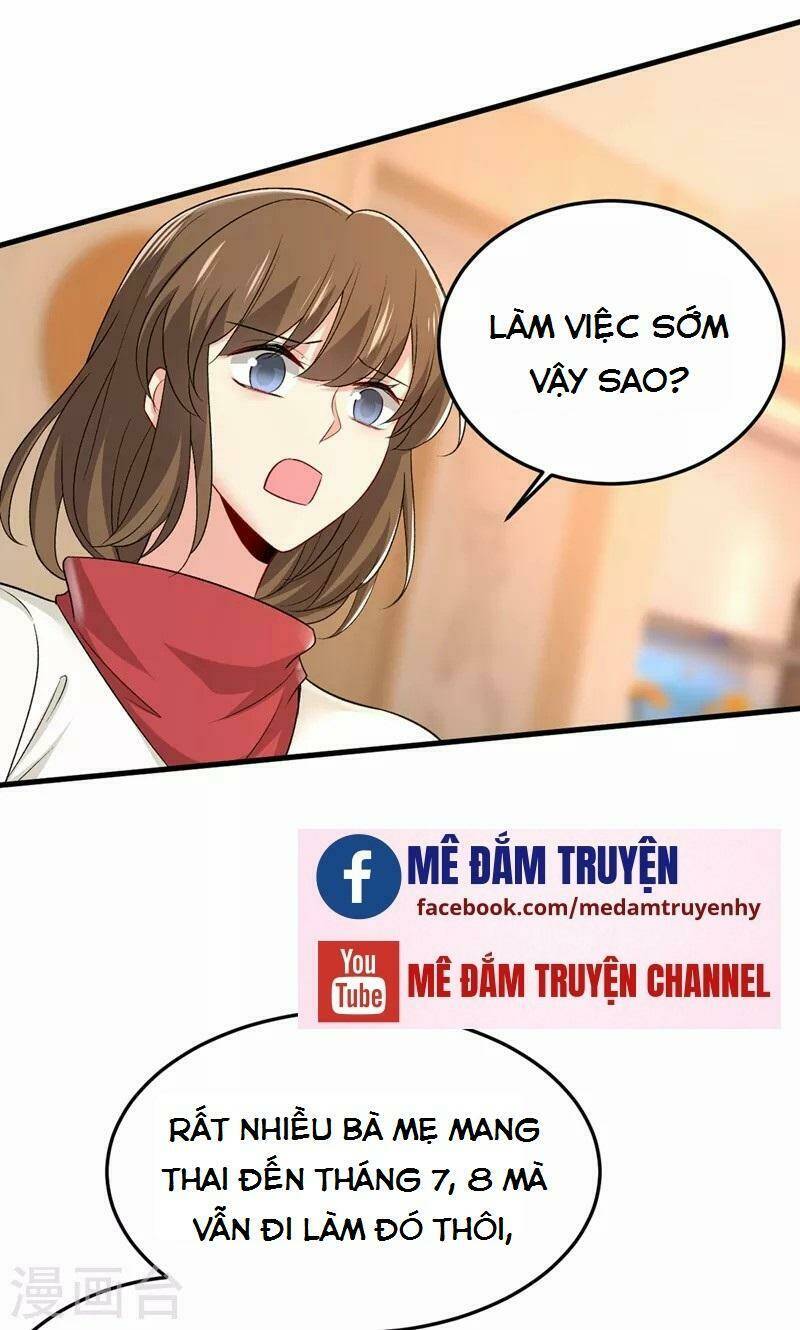 LÀM VIỆC SỚM
VẬY SAO?
MÊ ĐẮM TRUYỆN
facebook.com/medamtruyenhy
You
Tube
MÊ ĐẮM TRUYỆN CHANNEL
RẤT NHIỀU BÀ MẸ MANG
THAI ĐẾN THÁNG 7, 8 MÀ
VẪN ĐI LÀM ĐÓ THÔI,
漫画台